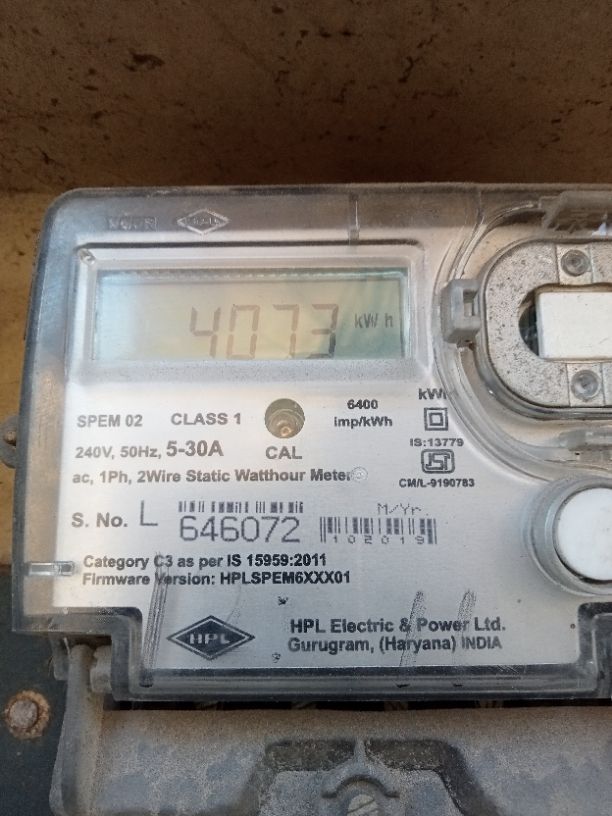 4073 kW h
SPEM 02 CLASS 1
6400
imp/kWh
240V, 50Hz, 5-30A
CAL
IS:13779
ac, 1Ph, 2Wire Static Watthour Meter
CM/L-9190783
S. No. L 646072
M/Yr.
102019
Category C3 as per IS 15959:2011
Firmware Version: HPLSPEM6XXX01
HPL
HPL Electric & Power Ltd.
Gurugram, (Haryana) INDIA